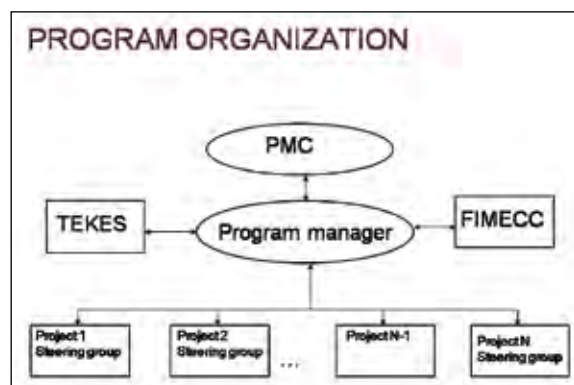 PROGRAM ORGANIZATION
PMC
TEKES
Program manager
FIMECC
Project 1
Steering group
Project 2
Steering group
...
Project N-1
Project N
Steering group